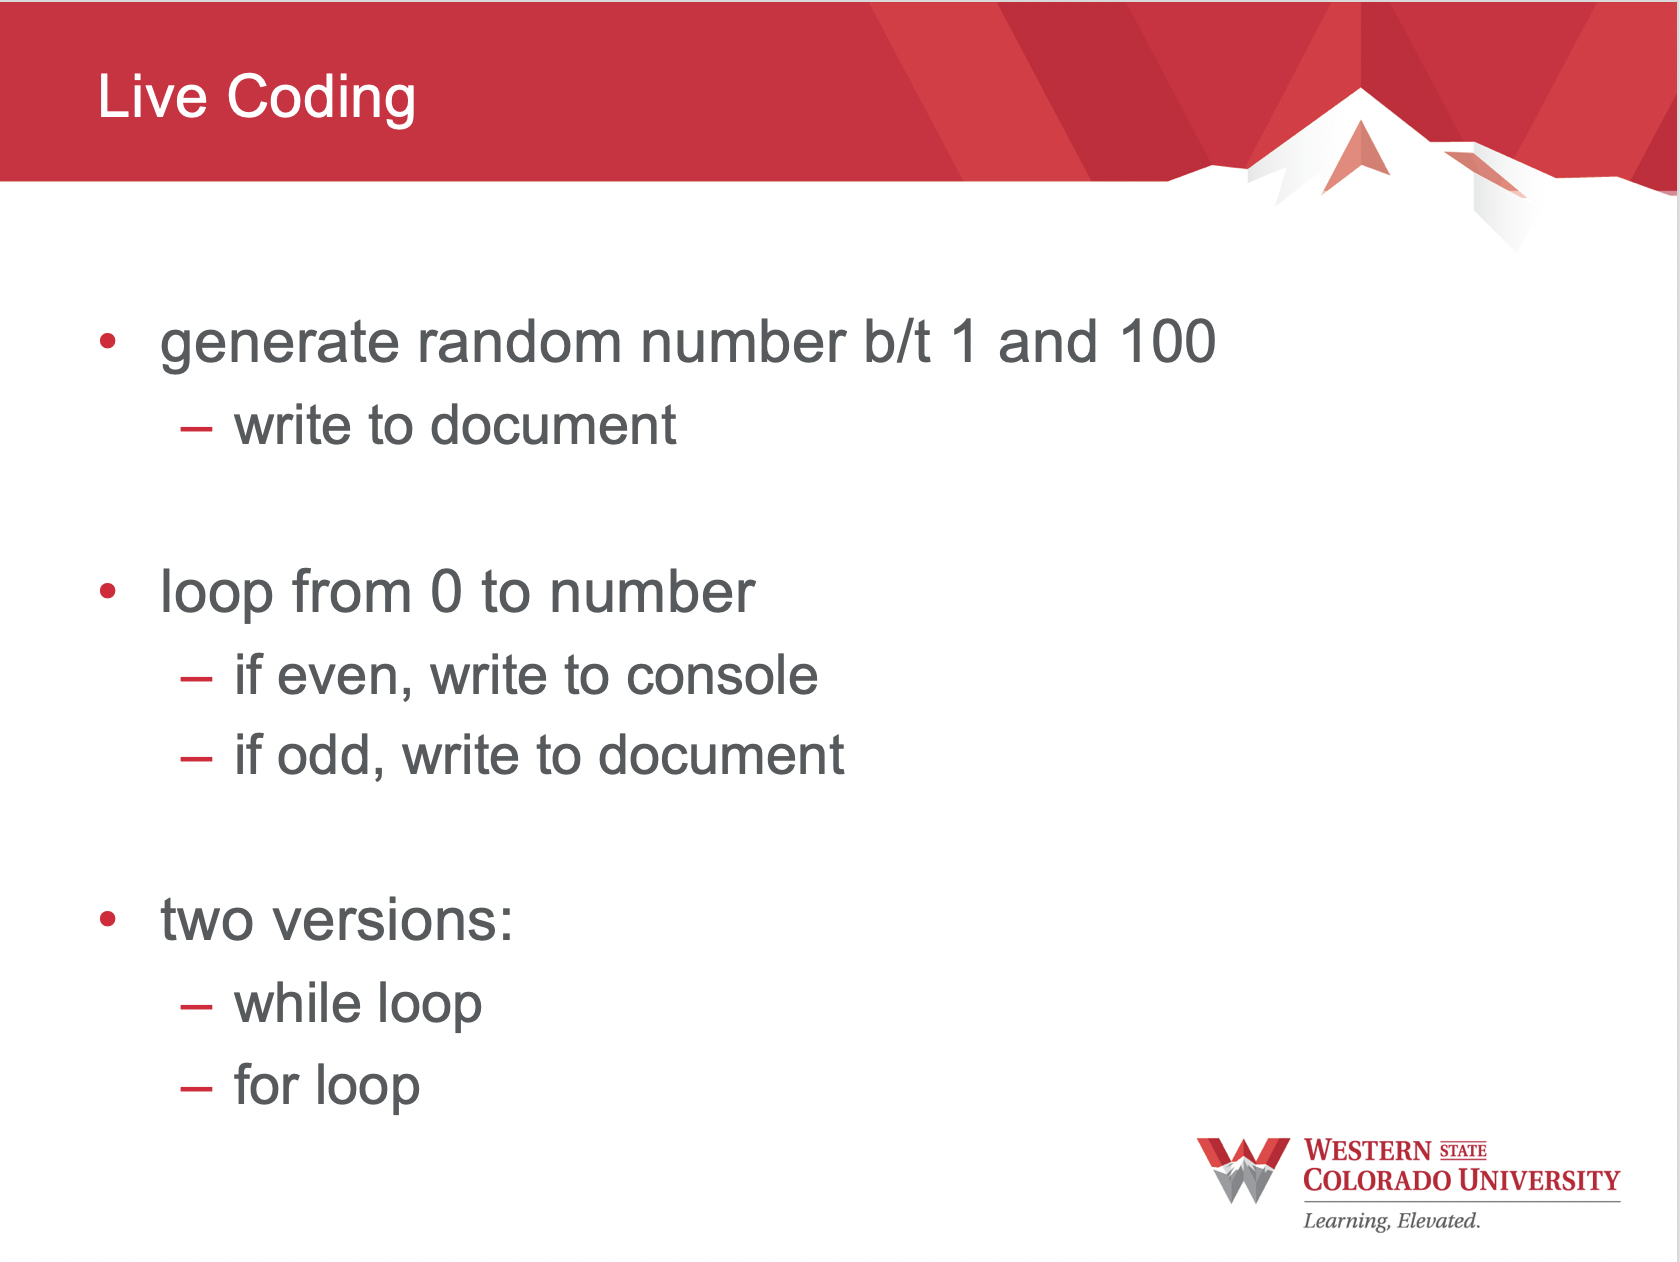 Live Coding
• generate random number b/t 1 and 100
– write to document
• loop from 0 to number
– if even, write to console
– if odd, write to document
• two versions:
– while loop
– for loop
WESTERN STATE
COLORADO UNIVERSITY
Learning, Elevated.